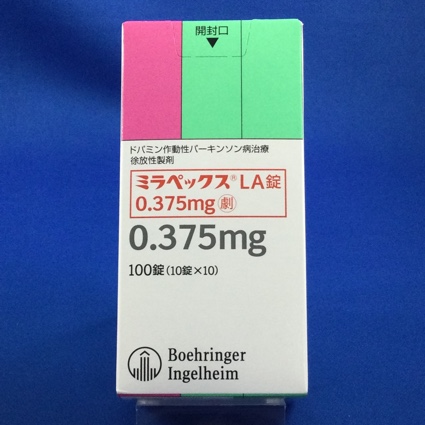 開封口
ドパミン作動性パーキンソン病治療
徐放性製剤
ミラペックス®LA錠
0.375mg 劇
0.375mg
100錠(10錠×10)
Boehringer
Ingelheim